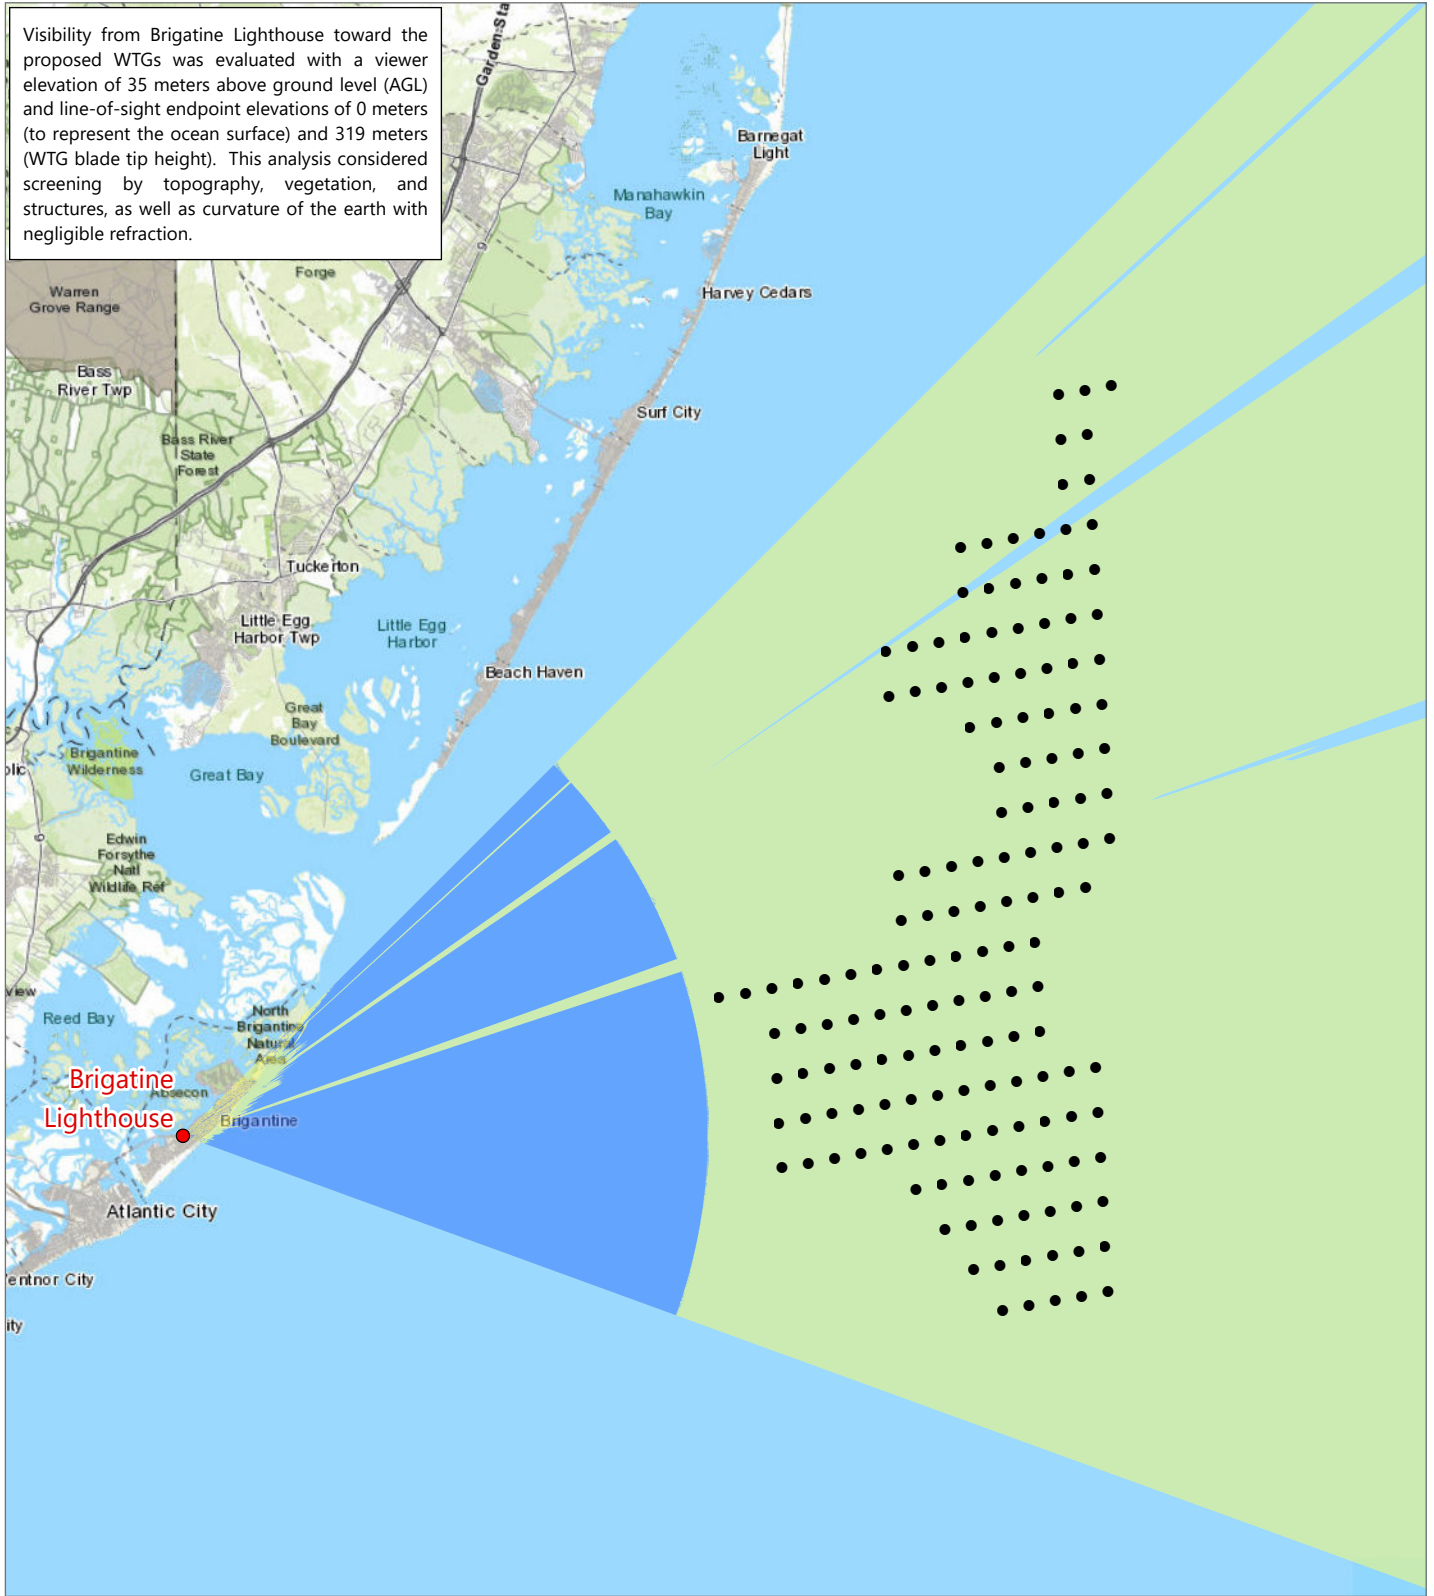 Visibility from Brigatine Lighthouse toward the
proposed WTGs was evaluated with a viewer
elevation of 35 meters above ground level (AGL)
and line-of-sight endpoint elevations of 0 meters
(to represent the ocean surface) and 319 meters
(WTG blade tip height). This analysis considered
screening by topography, vegetation, and
structures, as well as curvature of the earth with
negligible refraction.
Garden Sta
Barnegat
Light
Manahawkin
Bay
9
Forge
Warren
Grove Range
Harvey Cedars
Bass
River Twp
Surf City
Bass River
State
Forest
Tuckerton
Little Egg
Harbor Twp
Little Egg
Harbor
Beach Haven
Great
Bay
Boulevard
Brigantine
Wilderness
olic
Great Bay
9
Edwin
Forsythe
Natl
Wildlife Ref
view
Reed Bay
North
Brigantine
Natural
Area
Brigatine
Lighthouse
Absecon
Brigantine
Atlantic City
entnor City
ity